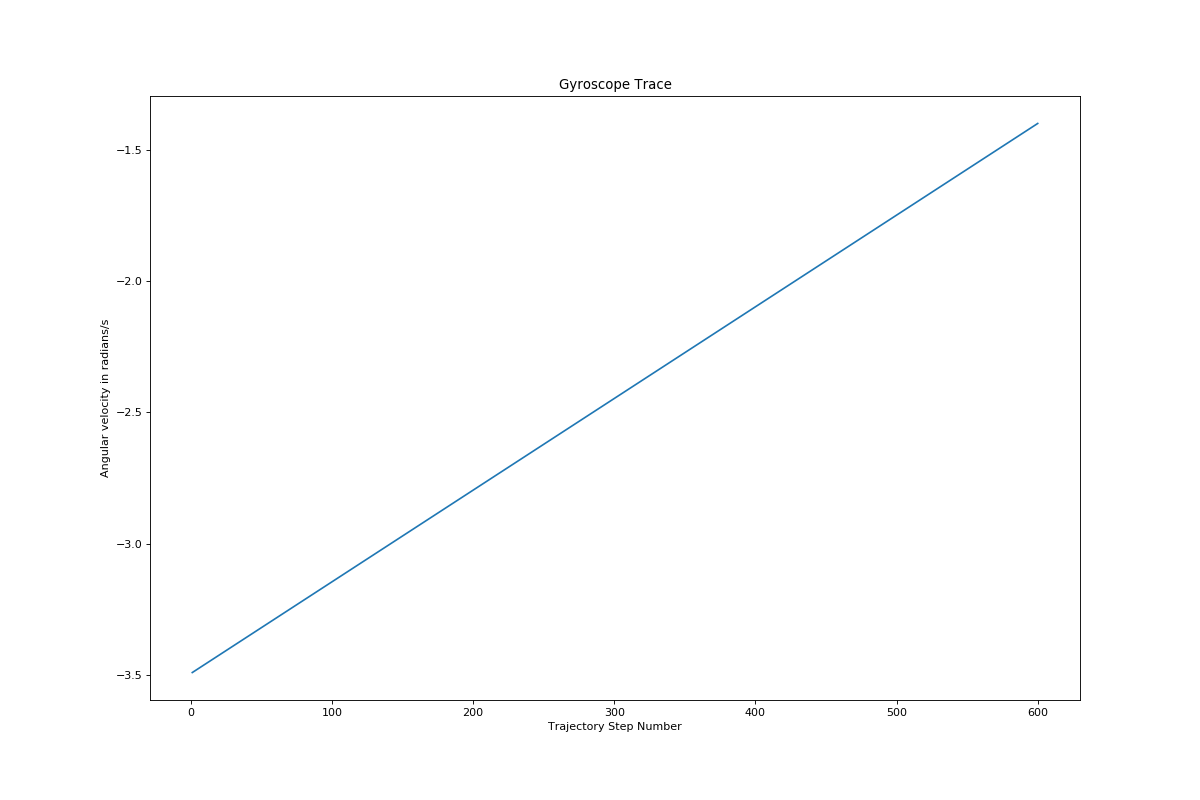 Gyroscope Trace
−1.5
−2.0
−2.5
−3.0
−3.5
Angular velocity in radians/s
0 100 200 300 400 500 600
Trajectory Step Number